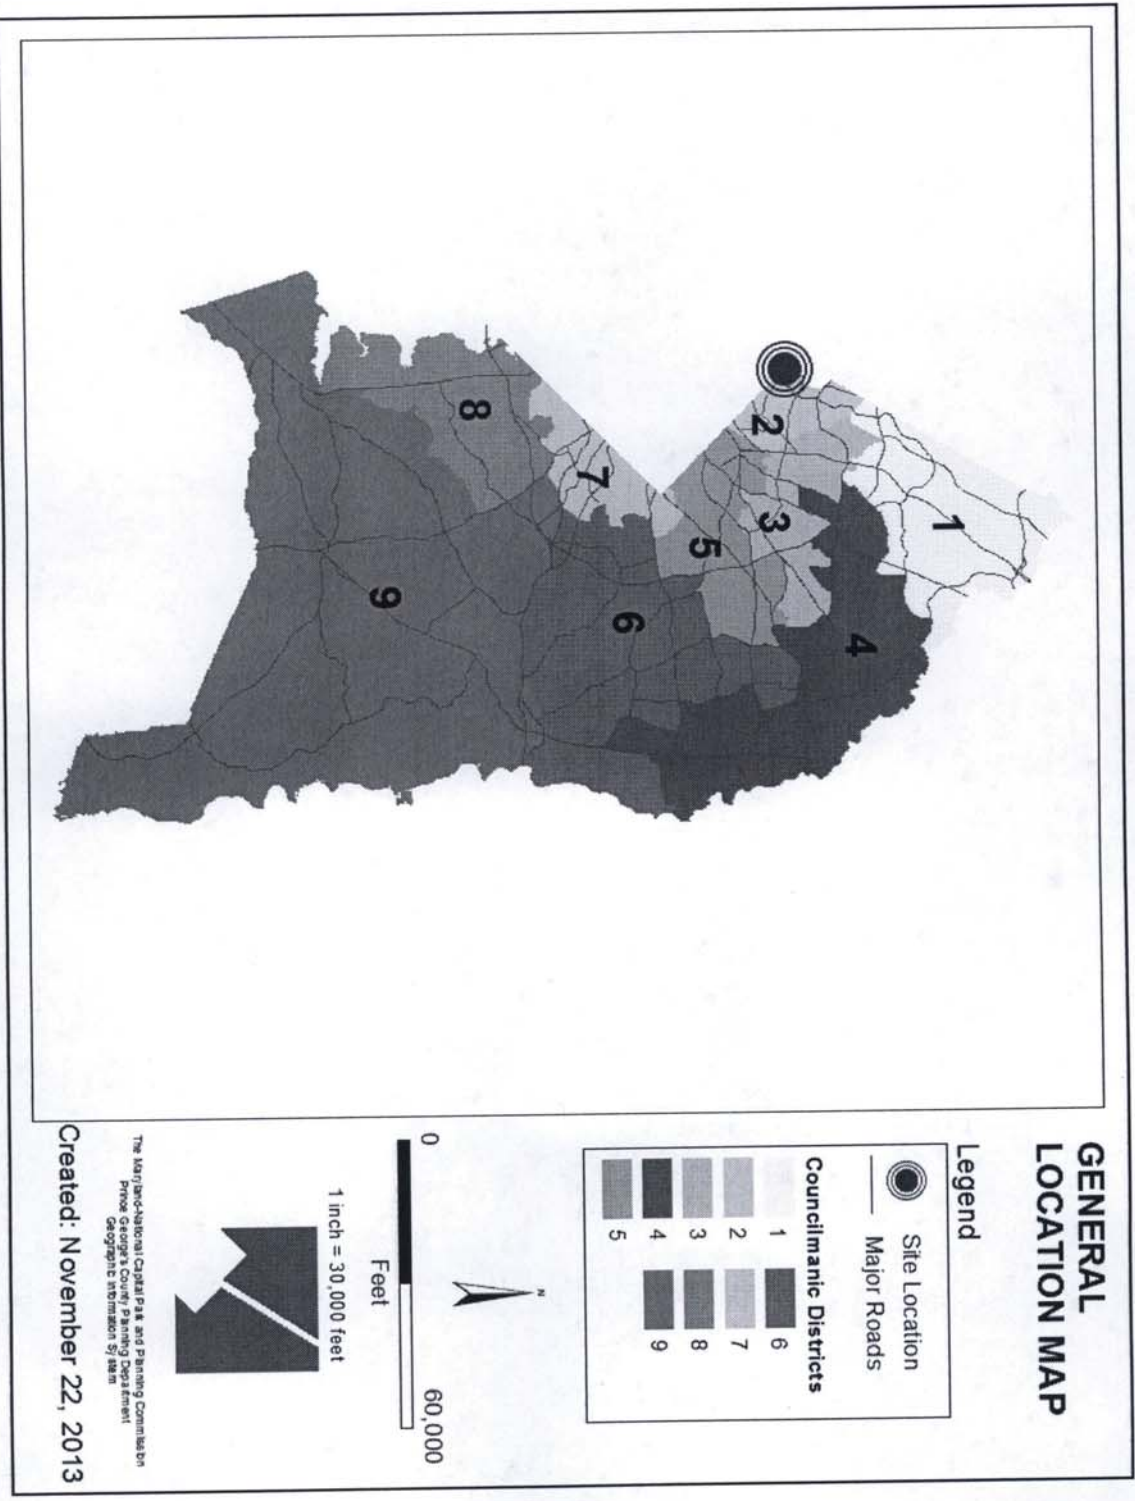 GENERAL
LOCATION MAP
Legend
Site Location
Major Roads
Councilmanic Districts
1
2
3
4
5
6
7
8
9
N
0
60,000
Feet
1 inch = 30,000 feet
The Maryland-National Capital Park and Planning Commission
Prince George's County Planning Department
Geographic Information System
Created: November 22, 2013
1
2
3
4
5
6
7
8
9